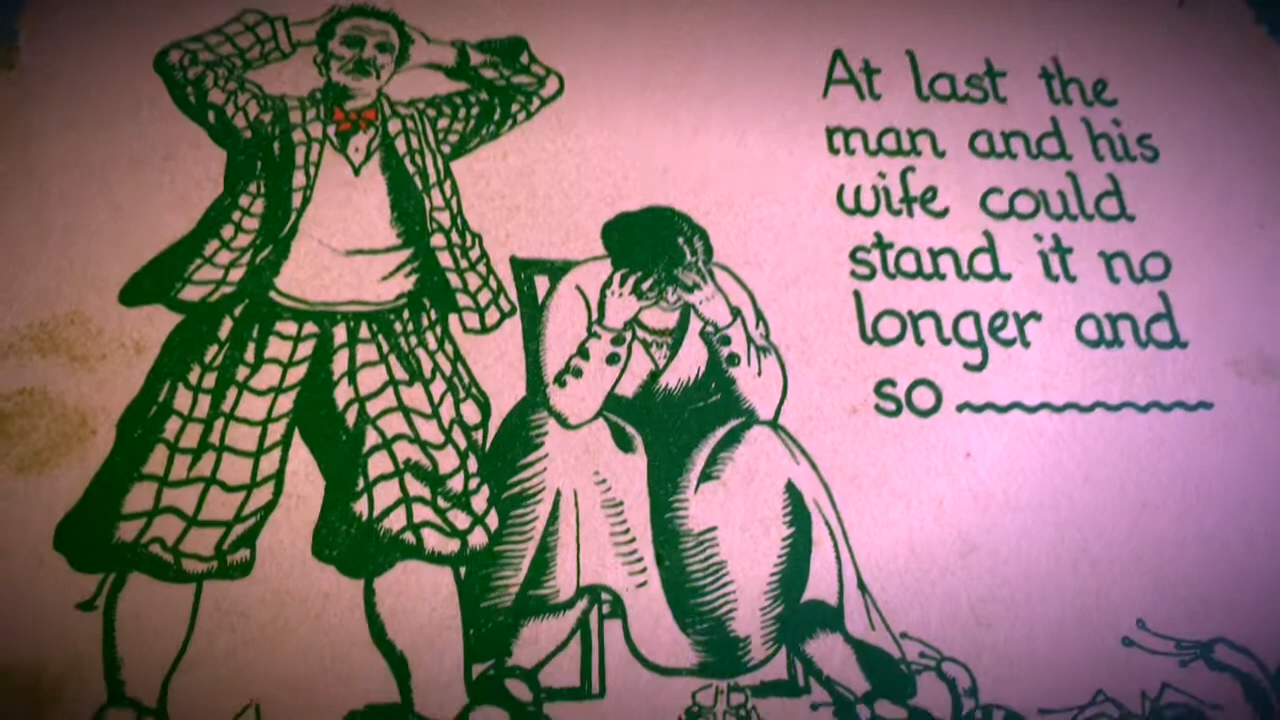 At last the
man and his
wife could
stand it no
longer and
so